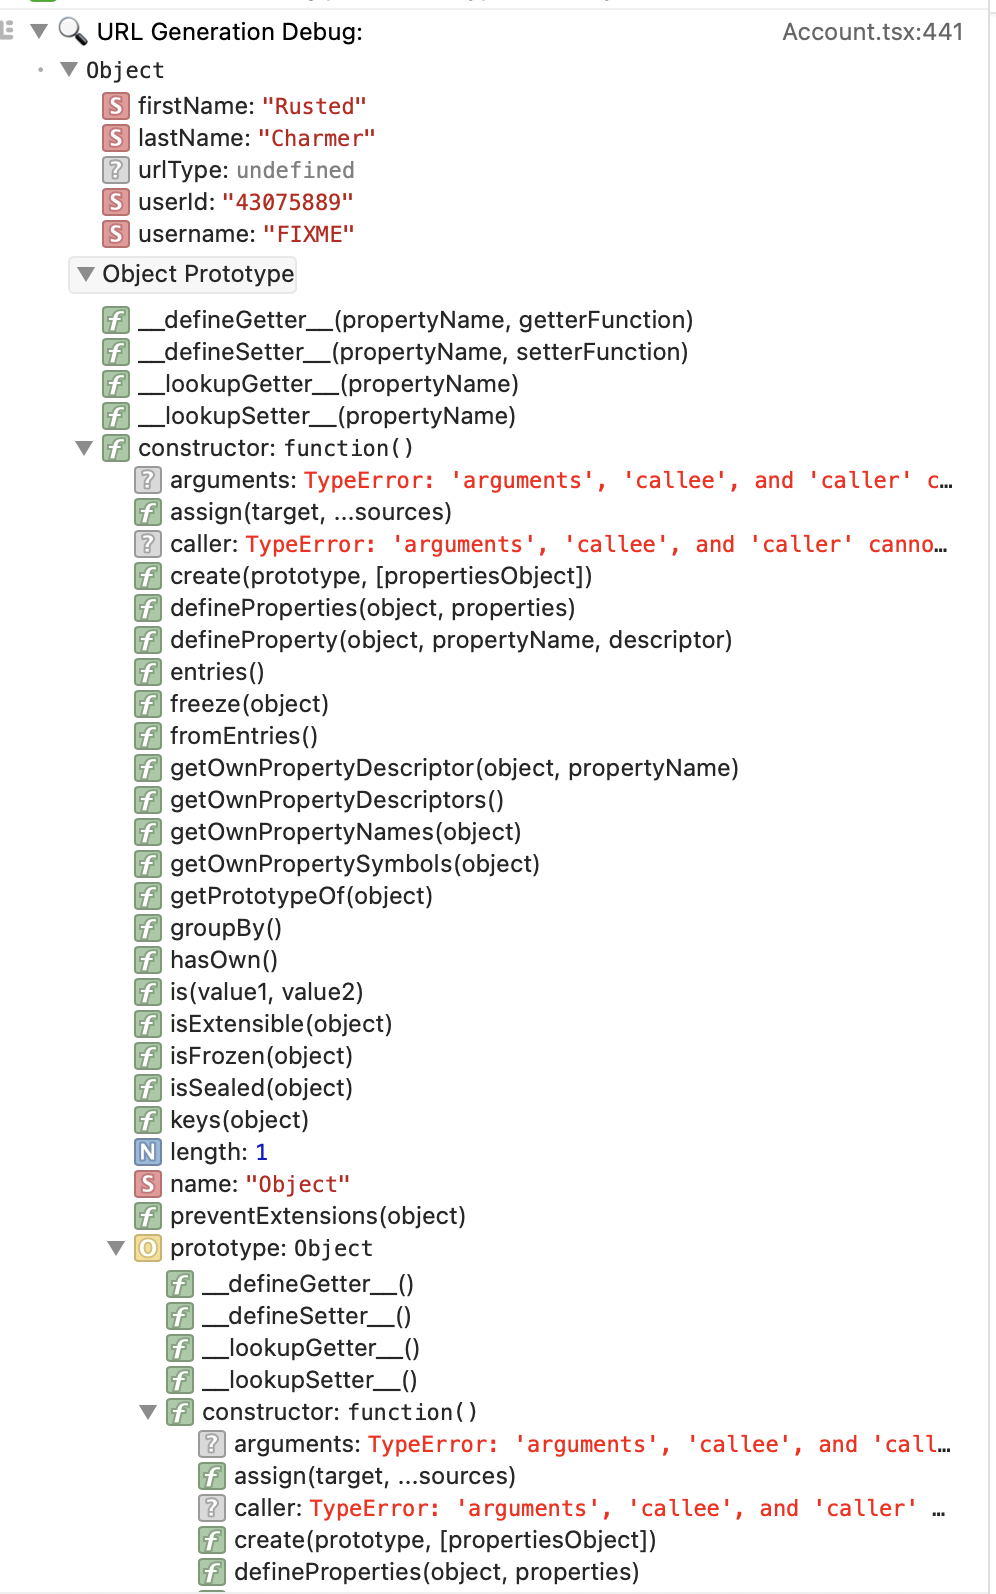 URL Generation Debug: Account.tsx:441
Object
S firstName: "Rusted"
S lastName: "Charmer"
? urlType: undefined
S userId: "43075889"
S username: "FIXME"
Object Prototype
f __defineGetter__(propertyName, getterFunction)
f __defineSetter__(propertyName, setterFunction)
f __lookupGetter__(propertyName)
f __lookupSetter__(propertyName)
f constructor: function()
? arguments: TypeError: 'arguments', 'callee', and 'caller' c…
f assign(target, ...sources)
? caller: TypeError: 'arguments', 'callee', and 'caller' canno…
f create(prototype, [propertiesObject])
f defineProperties(object, properties)
f defineProperty(object, propertyName, descriptor)
f entries()
f freeze(object)
f fromEntries()
f getOwnPropertyDescriptor(object, propertyName)
f getOwnPropertyDescriptors()
f getOwnPropertyNames(object)
f getOwnPropertySymbols(object)
f getPrototypeOf(object)
f groupBy()
f hasOwn()
f is(value1, value2)
f isExtensible(object)
f isFrozen(object)
f isSealed(object)
f keys(object)
N length: 1
S name: "Object"
f preventExtensions(object)
O prototype: Object
f __defineGetter__()
f __defineSetter__()
f __lookupGetter__()
f __lookupSetter__()
f constructor: function()
? arguments: TypeError: 'arguments', 'callee', and 'call…
f assign(target, ...sources)
? caller: TypeError: 'arguments', 'callee', and 'caller' …
f create(prototype, [propertiesObject])
f defineProperties(object, properties)